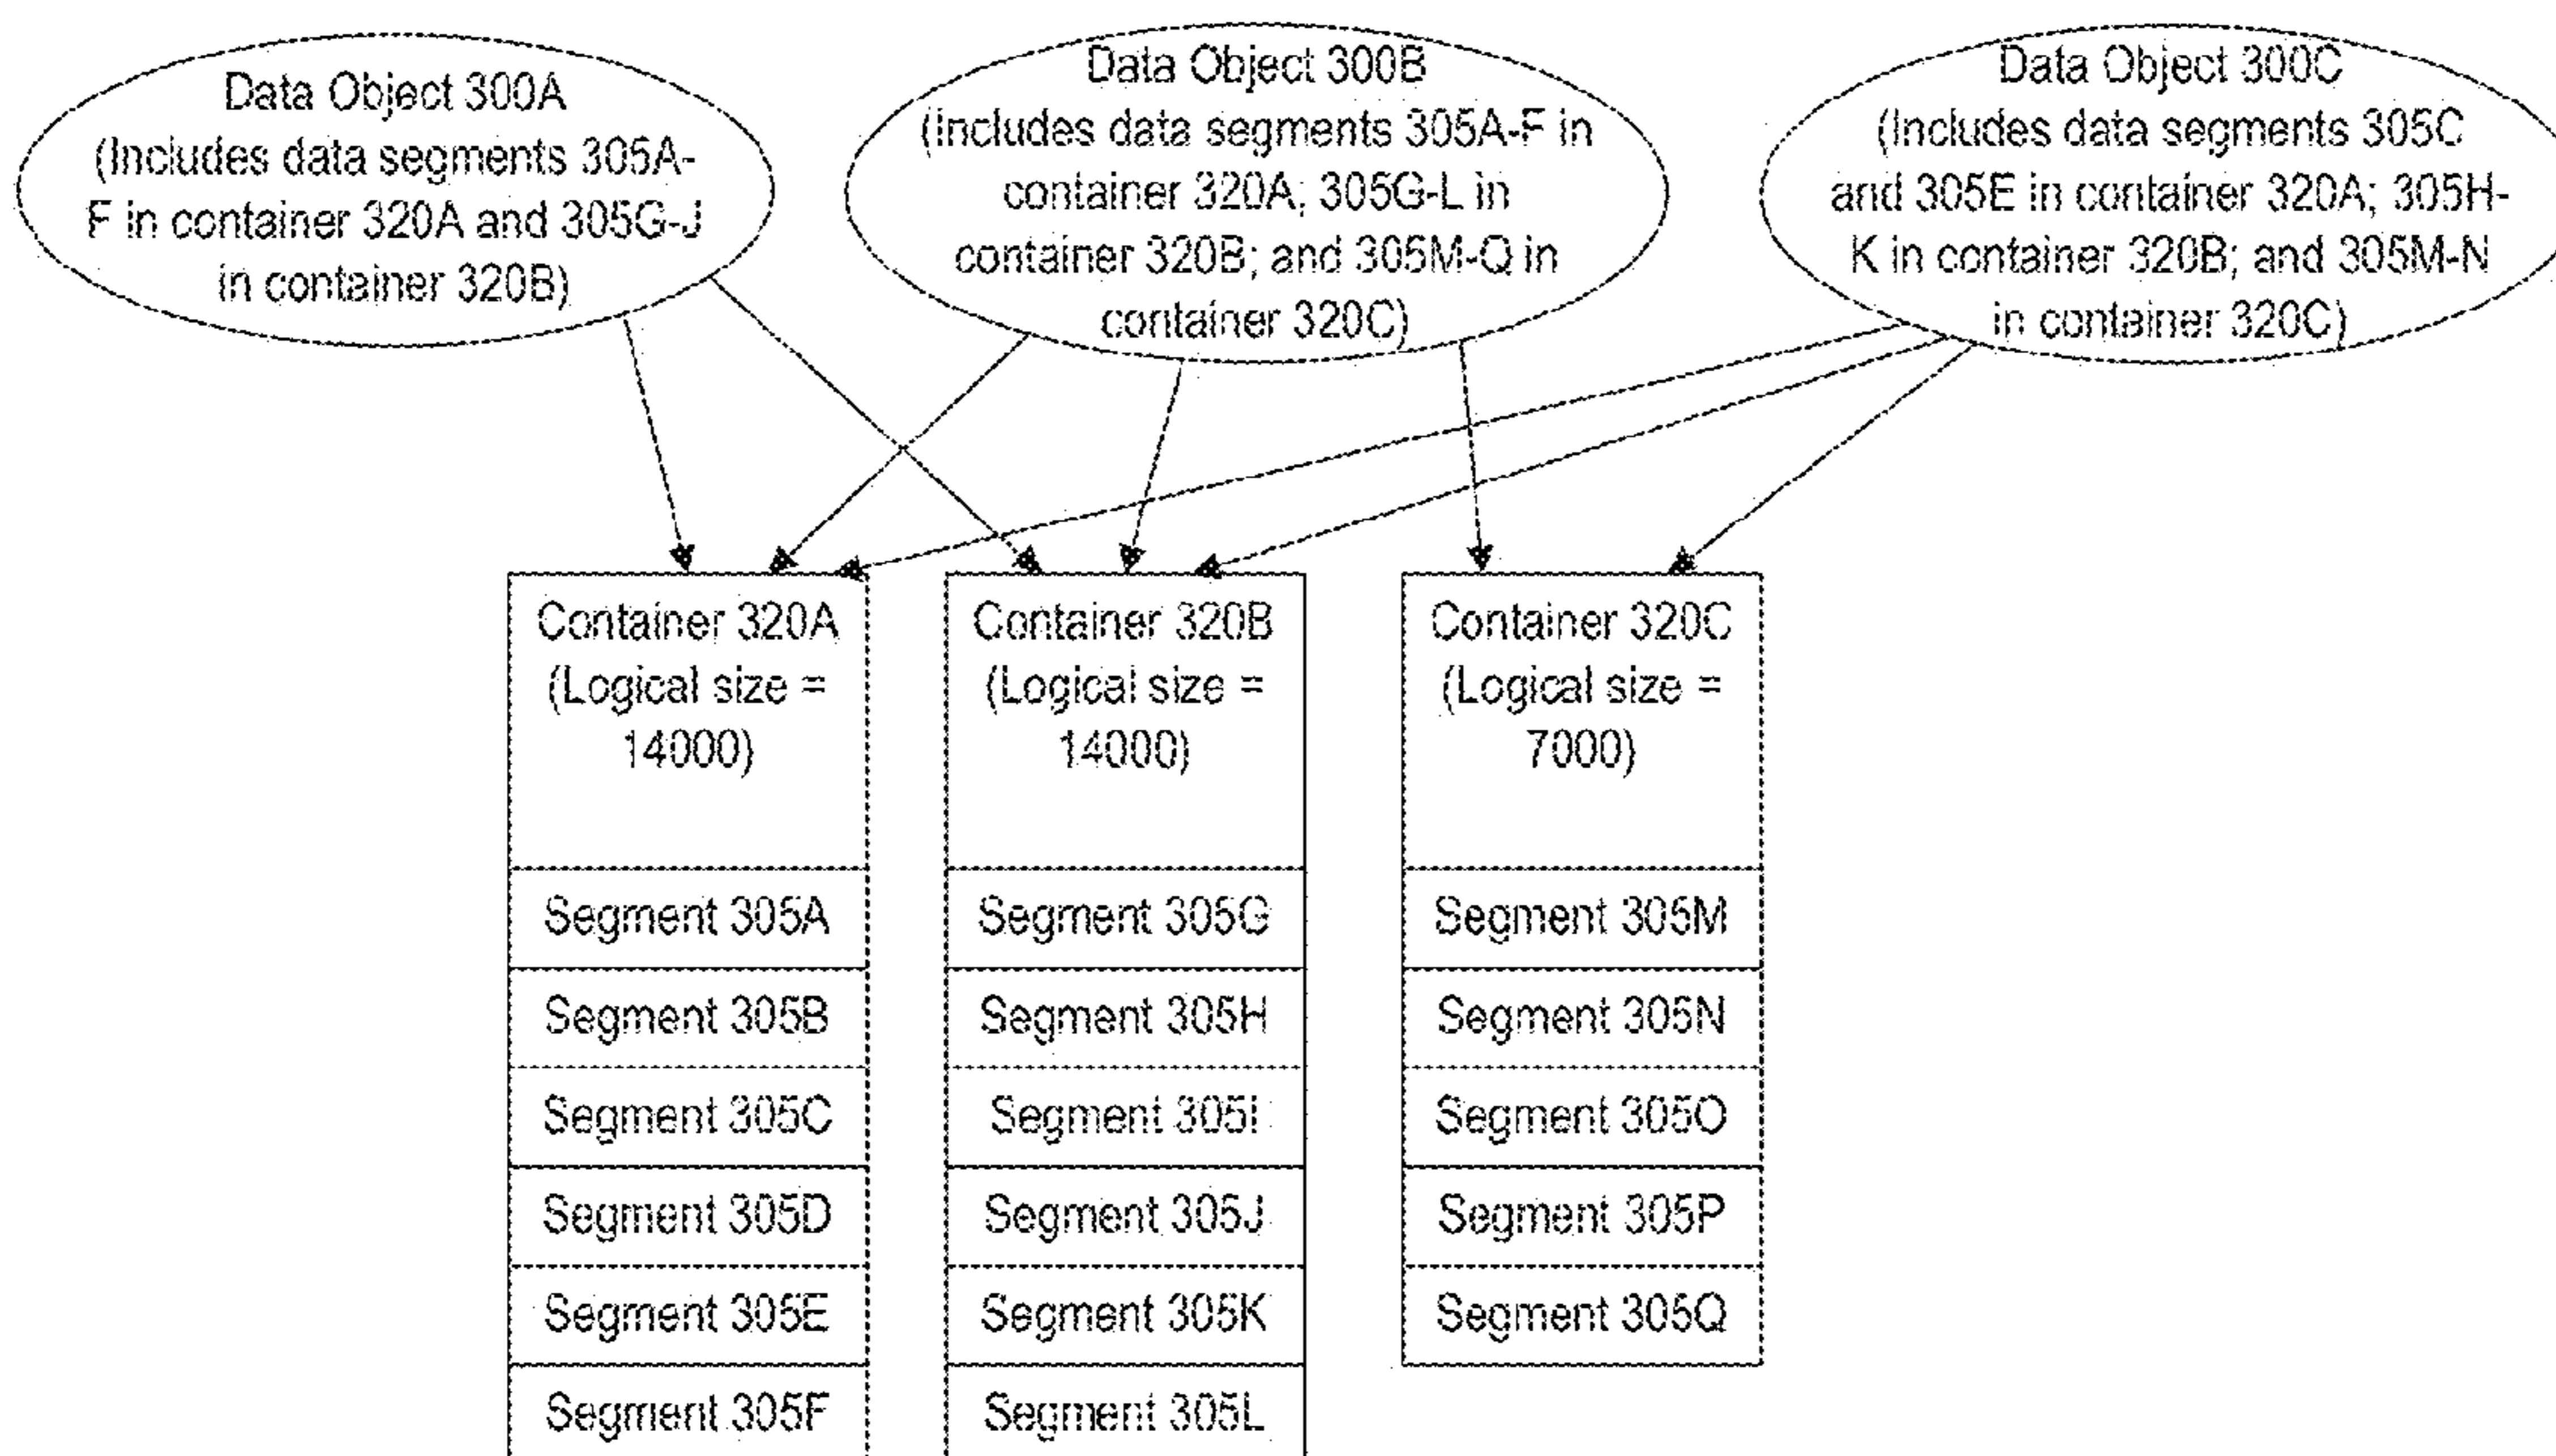 Data Object 300A
(Includes data segments 305A-
F in container 320A and 305G-J
in container 320B)
Data Object 300B
(Includes data segments 305A-F in
container 320A; 305G-L in
container 320B; and 305M-Q in
container 320C)
Data Object 300C
(Includes data segments 305C
and 305E in container 320A; 305H-
K in container 320B; and 305M-N
in container 320C)
Container 320A
(Logical size =
14000)
Segment 305A
Segment 305B
Segment 305C
Segment 305D
Segment 305E
Segment 305F
Container 320B
(Logical size =
14000)
Segment 305G
Segment 305H
Segment 305I
Segment 305J
Segment 305K
Segment 305L
Container 320C
(Logical size =
7000)
Segment 305M
Segment 305N
Segment 305O
Segment 305P
Segment 305Q